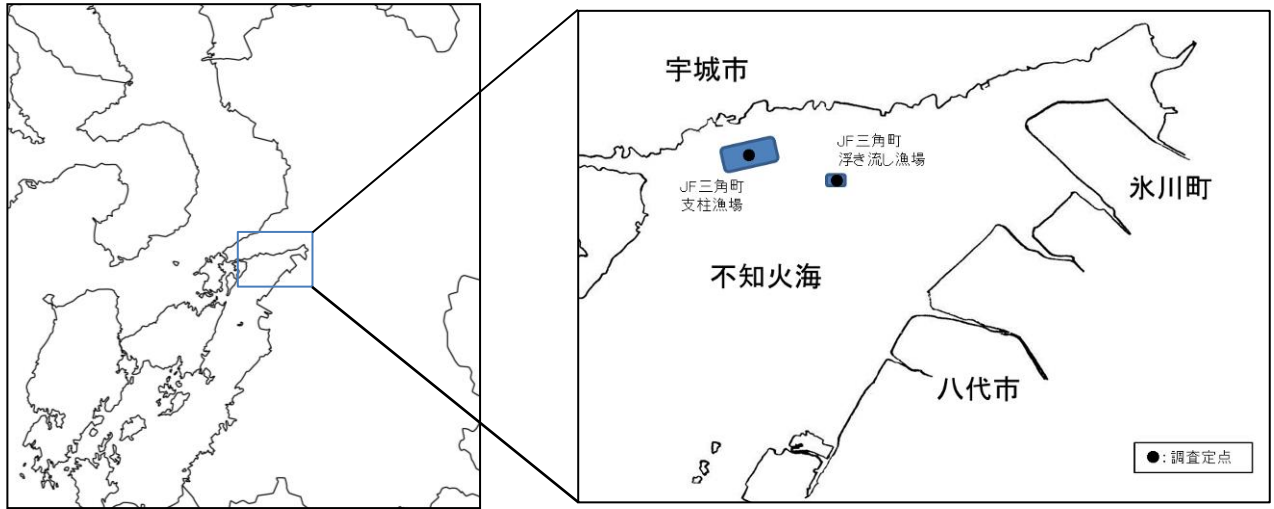 宇城市
JF三角町
浮き流し漁場
JF三角町
支柱漁場
氷川町
不知火海
八代市
●:調査定点